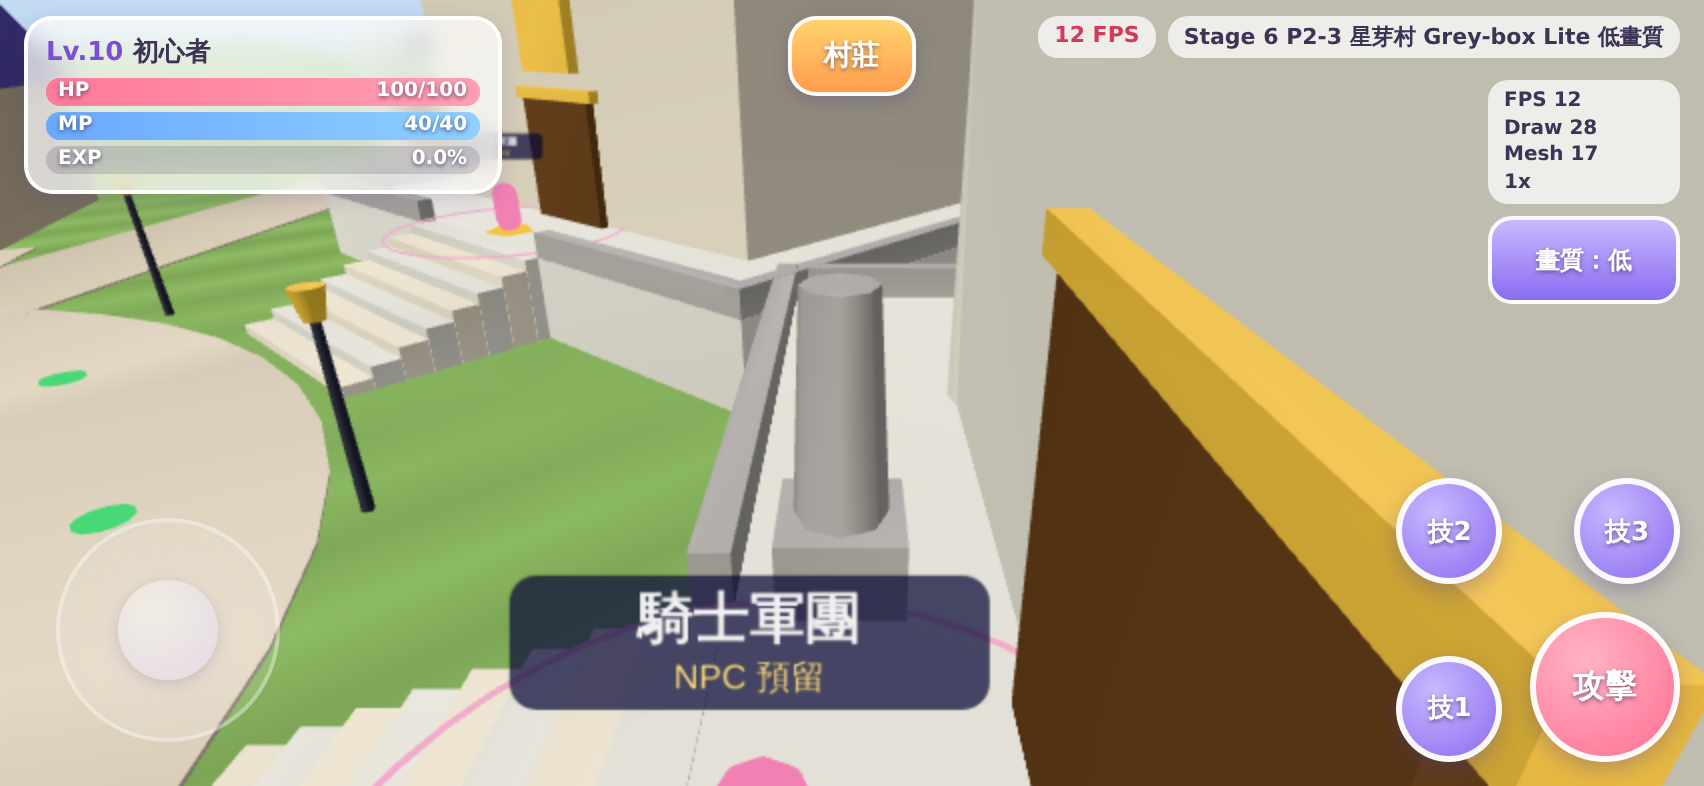 Lv.10 初心者
HP 100/100
MP 40/40
EXP 0.0%
村莊
12 FPS
Stage 6 P2-3 星芽村 Grey-box Lite 低畫質
FPS 12
Draw 28
Mesh 17
1x
畫質：低
騎士軍團
NPC 預留
技2
技3
技1
攻擊